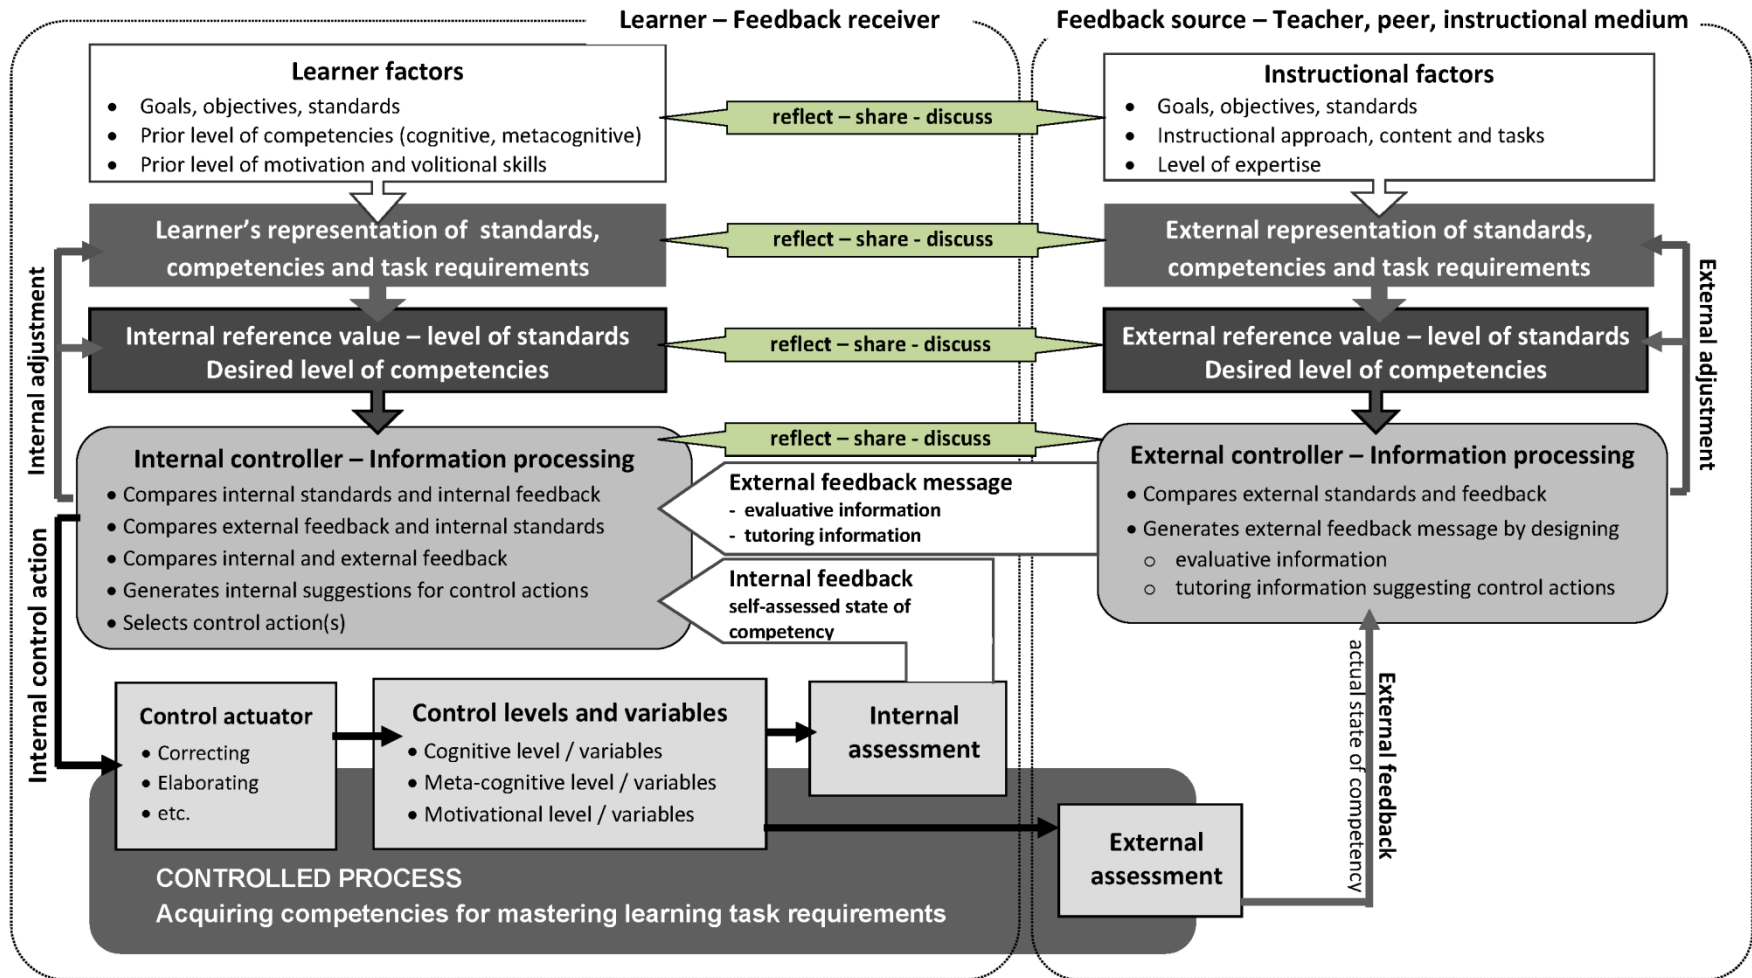 Learner – Feedback receiver
Feedback source – Teacher, peer, instructional medium
Learner factors
● Goals, objectives, standards
● Prior level of competencies (cognitive, metacognitive)
● Prior level of motivation and volitional skills
reflect – share - discuss
Instructional factors
● Goals, objectives, standards
● Instructional approach, content and tasks
● Level of expertise
Learner’s representation of standards,
competencies and task requirements
reflect – share - discuss
External representation of standards,
competencies and task requirements
Internal reference value – level of standards
Desired level of competencies
reflect – share - discuss
External reference value – level of standards
Desired level of competencies
Internal adjustment
External adjustment
reflect – share - discuss
Internal controller – Information processing
● Compares internal standards and internal feedback
● Compares external feedback and internal standards
● Compares internal and external feedback
● Generates internal suggestions for control actions
● Selects control action(s)
External feedback message
- evaluative information
- tutoring information
External controller – Information processing
● Compares external standards and feedback
● Generates external feedback message by designing
○ evaluative information
○ tutoring information suggesting control actions
Internal feedback
self-assessed state of
competency
Internal control action
Control actuator
● Correcting
● Elaborating
● etc.
Control levels and variables
● Cognitive level / variables
● Meta-cognitive level / variables
● Motivational level / variables
Internal
assessment
External
assessment
External feedback
actual state of competency
CONTROLLED PROCESS
Acquiring competencies for mastering learning task requirements